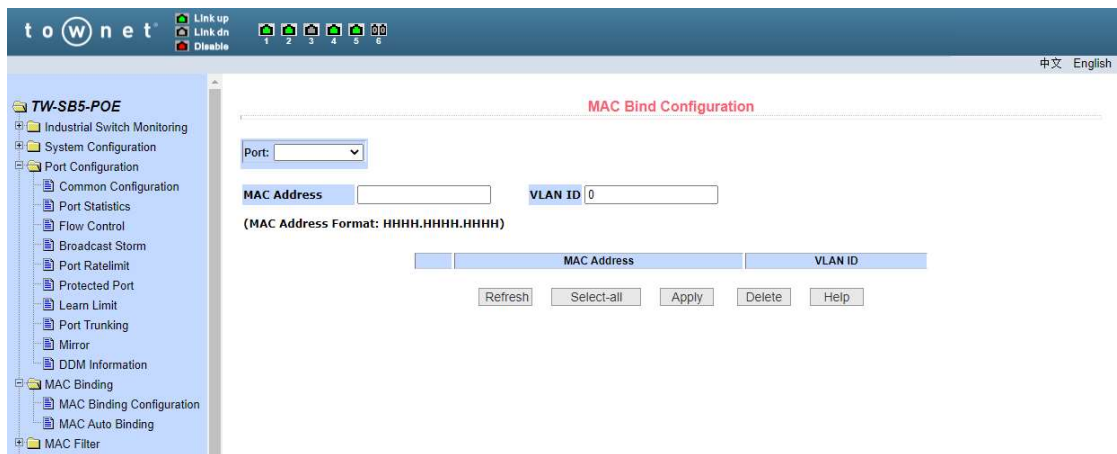 townet
Link up
Link dn
Disable
1 2 3 4 5 6
中文 English
TW-SB5-POE
Industrial Switch Monitoring
System Configuration
Port Configuration
Common Configuration
Port Statistics
Flow Control
Broadcast Storm
Port Ratelimit
Protected Port
Learn Limit
Port Trunking
Mirror
DDM Information
MAC Binding
MAC Binding Configuration
MAC Auto Binding
MAC Filter
MAC Bind Configuration
Port:
MAC Address VLAN ID 0
(MAC Address Format: HHHH.HHHH.HHHH)
MAC Address VLAN ID
Refresh Select-all Apply Delete Help